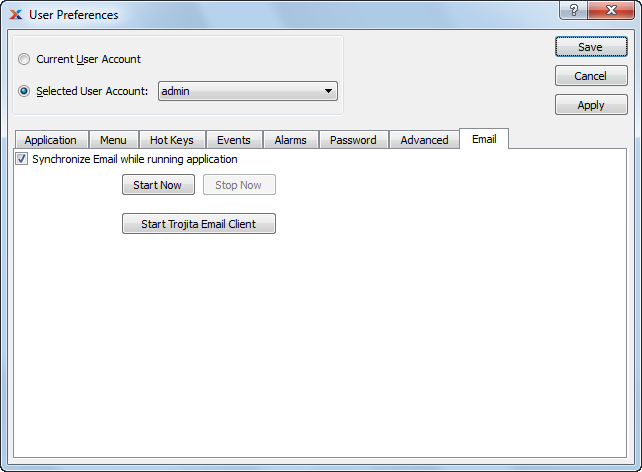 User Preferences
?
Current User Account
Selected User Account: admin
Save
Cancel
Apply
Application Menu Hot Keys Events Alarms Password Advanced Email
Synchronize Email while running application
Start Now Stop Now
Start Trojita Email Client